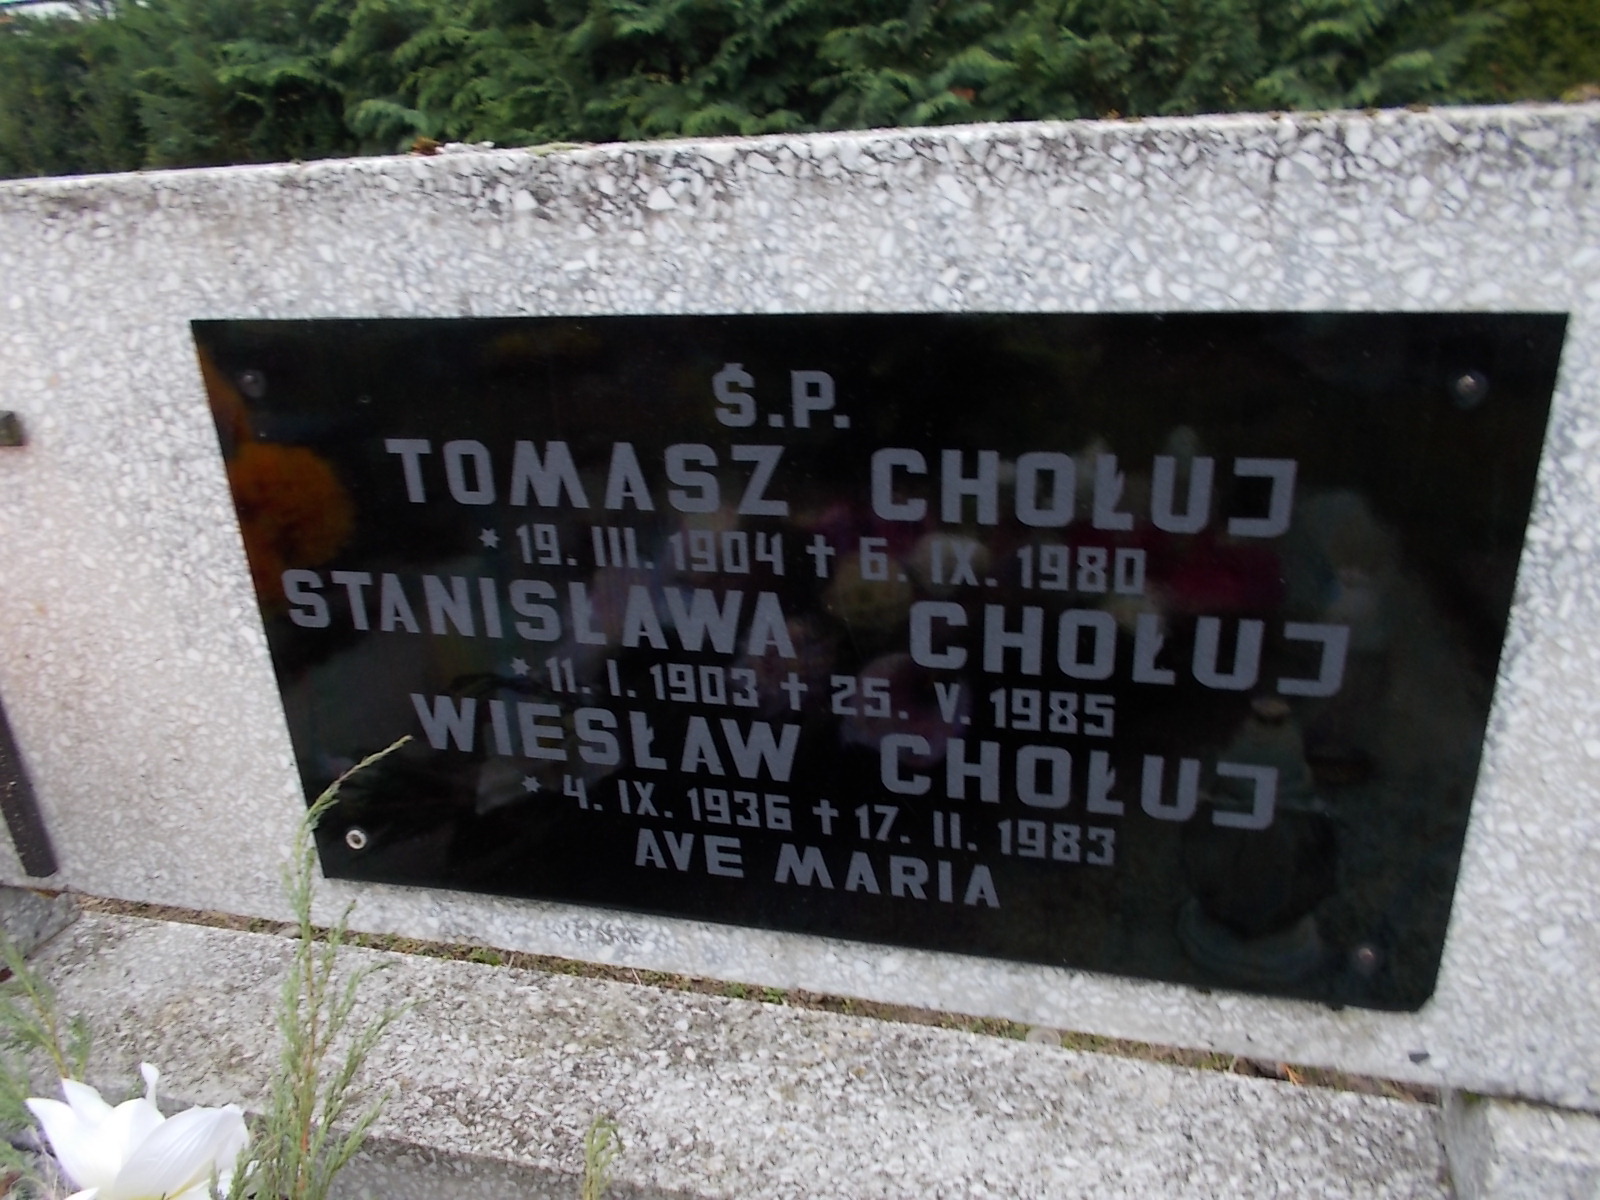 Ś.P.
TOMASZ CHOŁUJ
* 19. III. 1904 † 6. IX. 1980
STANISŁAWA CHOŁUJ
* 11. I. 1903 † 25. V. 1985
WIESŁAW CHOŁUJ
* 4. IX. 1936 † 17. II. 1983
AVE MARIA